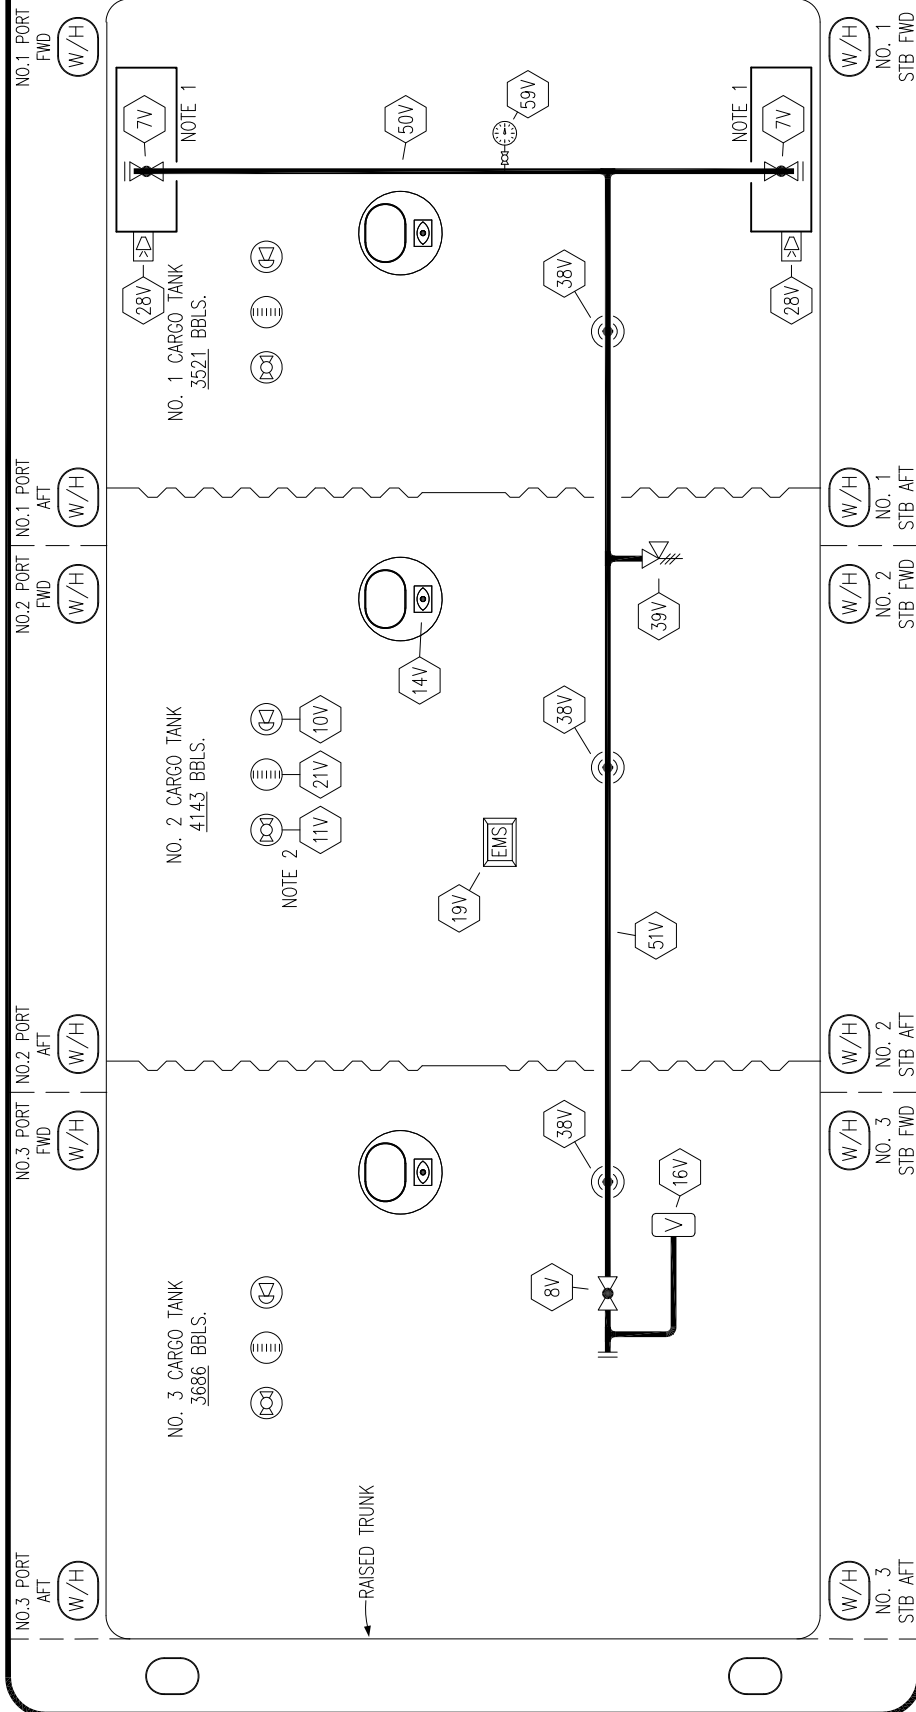 NO.3 PORT
AFT
W/H
NO.3 PORT
FWD
W/H
NO.2 PORT
AFT
W/H
NO.2 PORT
FWD
W/H
NO.1 PORT
AFT
W/H
NO.1 PORT
FWD
W/H
NO. 3 CARGO TANK
3686 BBLS.
RAISED TRUNK
8V
38V
16V
NO. 2 CARGO TANK
4143 BBLS.
NOTE 2
11V
21V
10V
14V
19V
EMS
38V
51V
39V
NO. 1 CARGO TANK
3521 BBLS.
28V
7V
NOTE 1
50V
59V
38V
NOTE 1
28V
7V
V
W/H
NO. 3
STB AFT
W/H
NO. 3
STB FWD
W/H
NO. 2
STB AFT
W/H
NO. 2
STB FWD
W/H
NO. 1
STB AFT
W/H
NO. 1
STB FWD